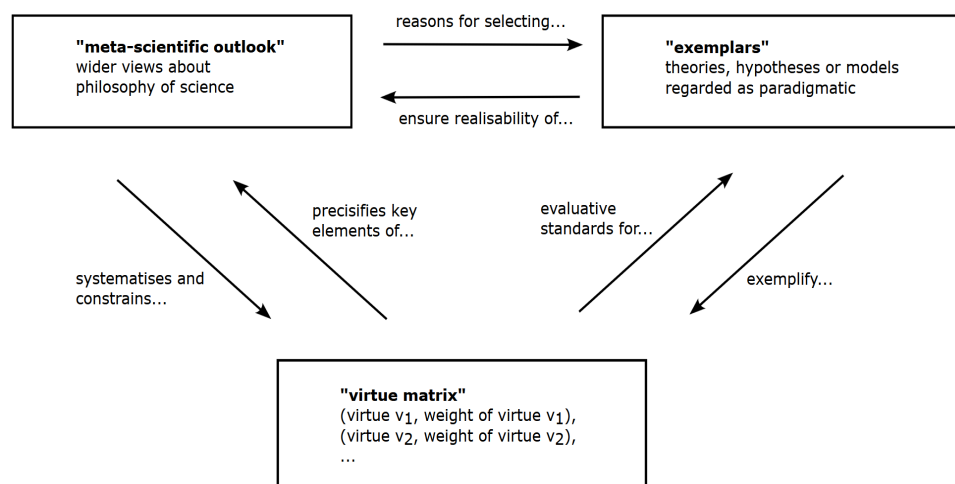 reasons for selecting...
"meta-scientific outlook"
wider views about
philosophy of science
"exemplars"
theories, hypotheses or models
regarded as paradigmatic
ensure realisability of...
precisifies key
elements of...
evaluative
standards for...
systematises and
constrains...
exemplify...
"virtue matrix"
(virtue v1, weight of virtue v1),
(virtue v2, weight of virtue v2),
...